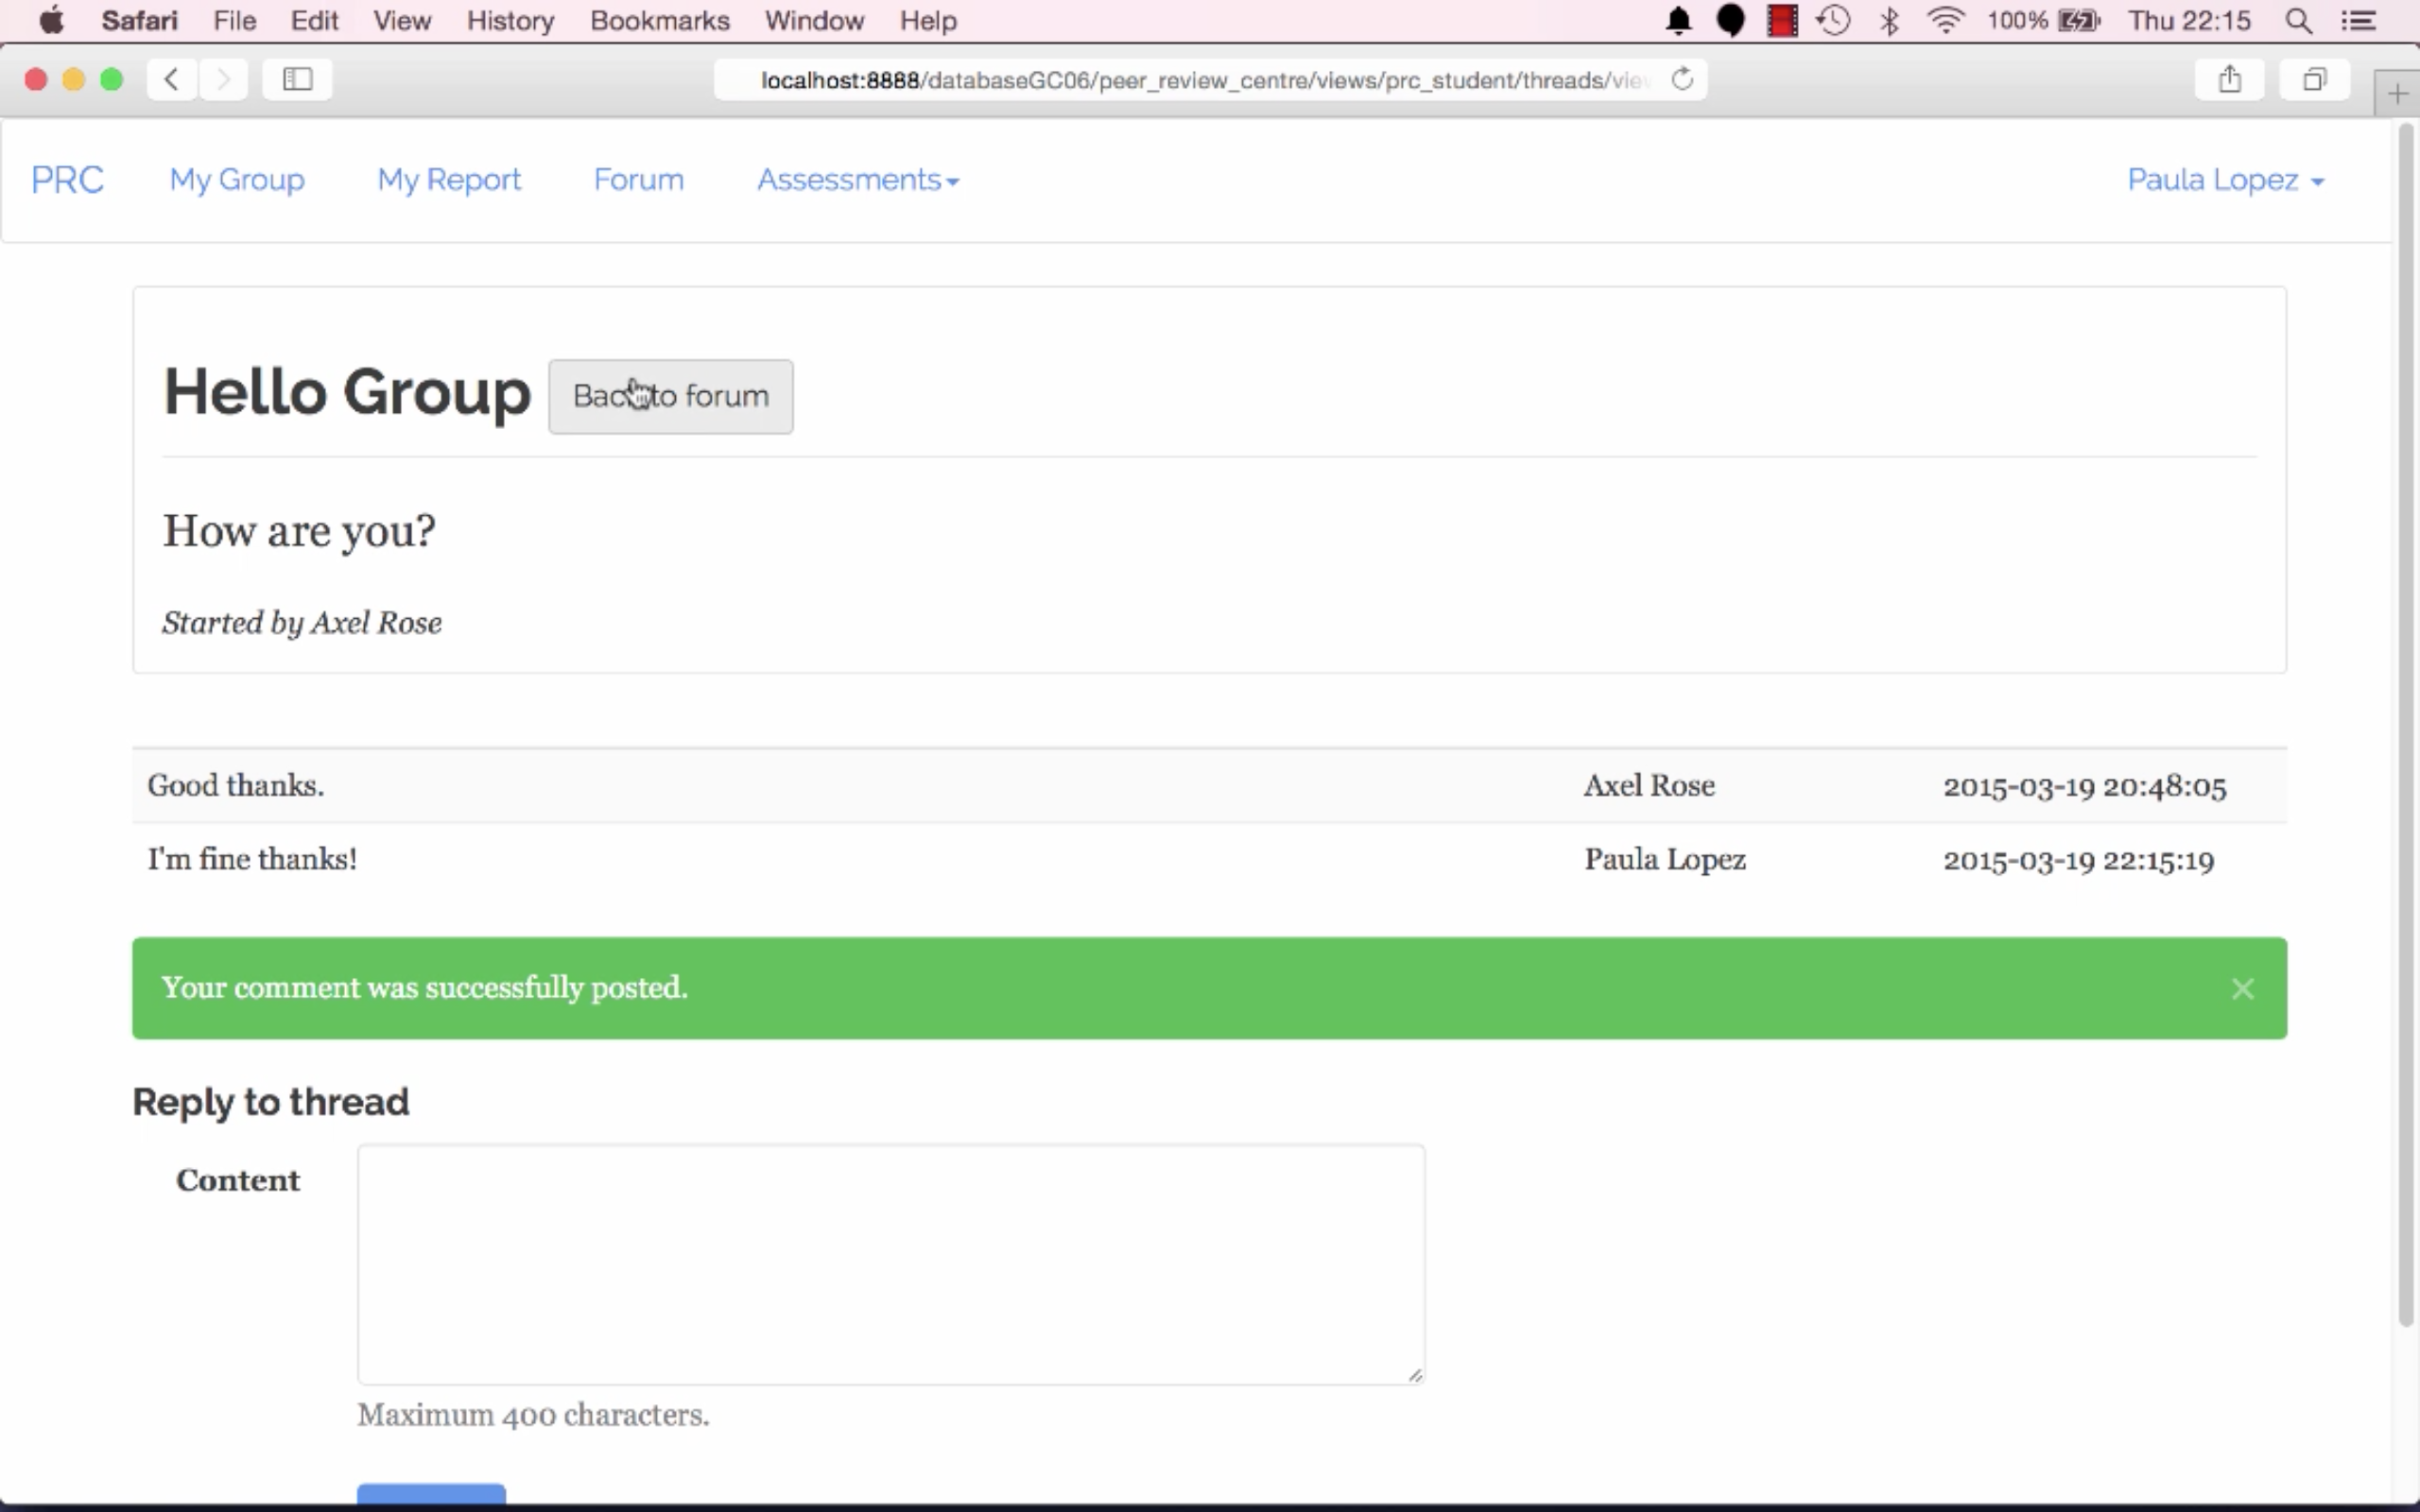 Safari File Edit View History Bookmarks Window Help 100% Thu 22:15
localhost:8888/databaseGC06/peer_review_centre/views/prc_student/threads/vie
PRC My Group My Report Forum Assessments Paula Lopez
Hello Group Back to forum
How are you?
Started by Axel Rose
Good thanks. Axel Rose 2015-03-19 20:48:05
I'm fine thanks! Paula Lopez 2015-03-19 22:15:19
Your comment was successfully posted. ×
Reply to thread
Content
Maximum 400 characters.